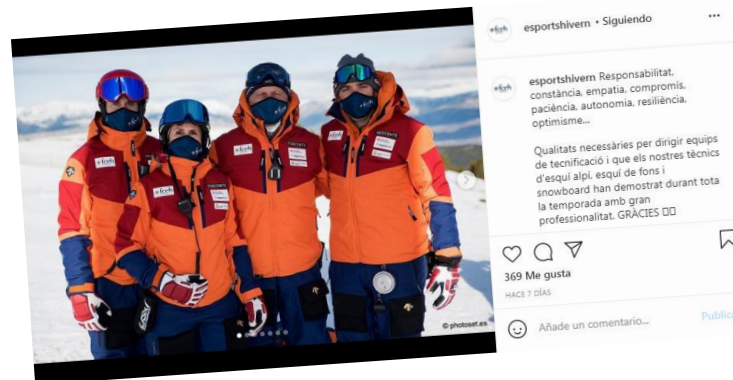 esportshivern • Siguiendo
esportshivern Responsabilitat,
constància, empatia, compromís,
paciència, autonomia, resiliència,
optimisme...
Qualitats necessàries per dirigir equips
de tecnificació i que els nostres tècnics
d'esquí alpí, esquí de fons i
snowboard han demostrat durant tota
la temporada amb gran
professionalitat. GRÀCIES
369 Me gusta
HACE 7 DÍAS
Añade un comentario...
© photoset.es